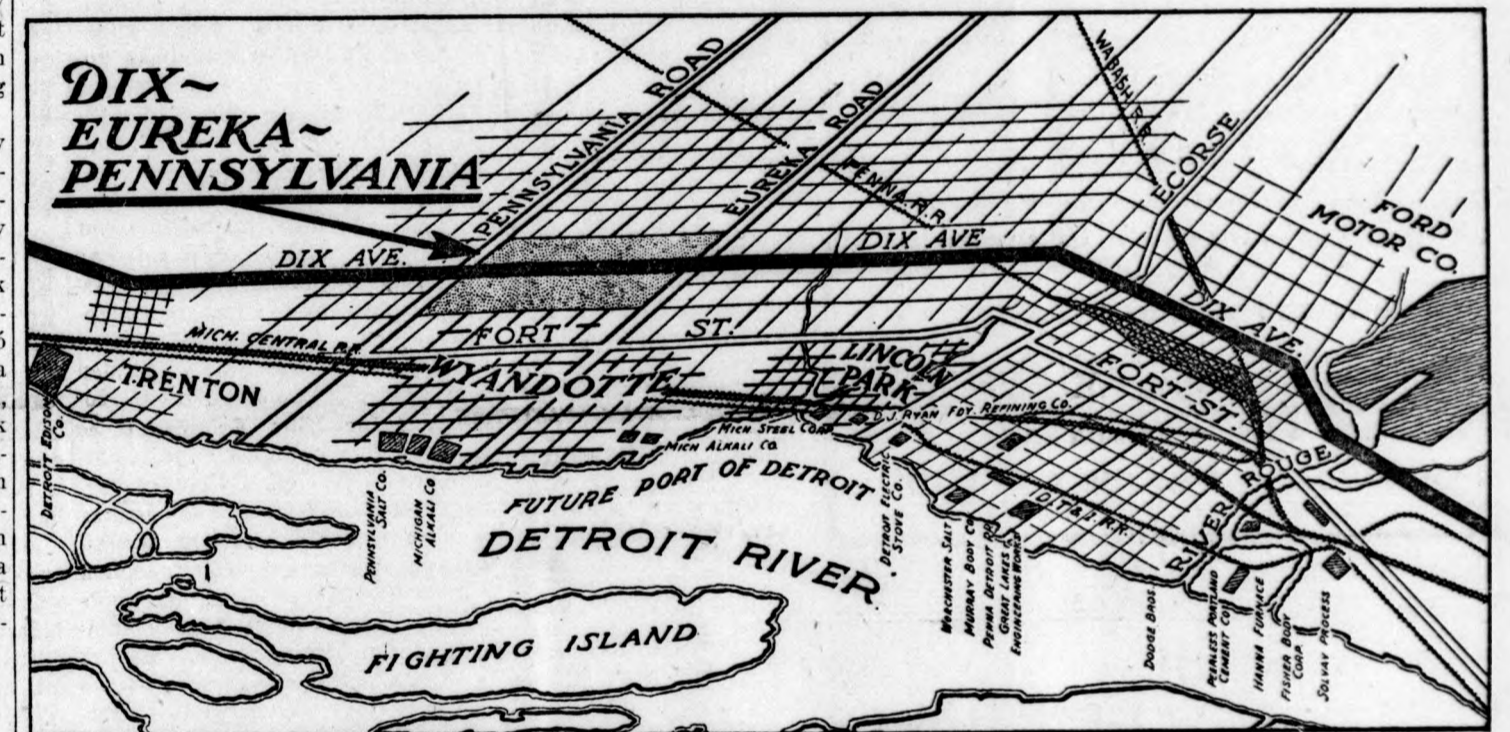 DIX~
EUREKA~
PENNSYLVANIA
PENNSYLVANIA ROAD
EUREKA ROAD
WABASH R.R.
ECORSE
FORD
MOTOR CO.
PENNA. R.R.
DIX AVE.
DIX AVE
DIX AVE.
FORT ST.
FORT-ST.
MICH. CENTRAL R.R.
TRENTON
WYANDOTTE
LINCOLN
PARK
D.J. RYAN FDY. REFINING CO.
MICH STEEL CORP
MICH ALKALI CO
DETROIT EDISON
CO.
PENNSYLVANIA
SALT CO.
MICHIGAN
ALKALI CO
FUTURE PORT OF DETROIT
DETROIT RIVER
DETROIT ELECTRIC
STOVE CO.
D.T. & I. R.R.
RIVER ROUGE
WORCHSTER SALT
MURRAY BODY CO
PENNA DETROIT RR
GREAT LAKES
ENGINEERING WORKS
DODGE BROS.
PEERLESS PORTLAND
CEMENT CORP.
HANNA FURNACE
FISHER BODY
CORP.
SOLVAY PROCESS
FIGHTING ISLAND